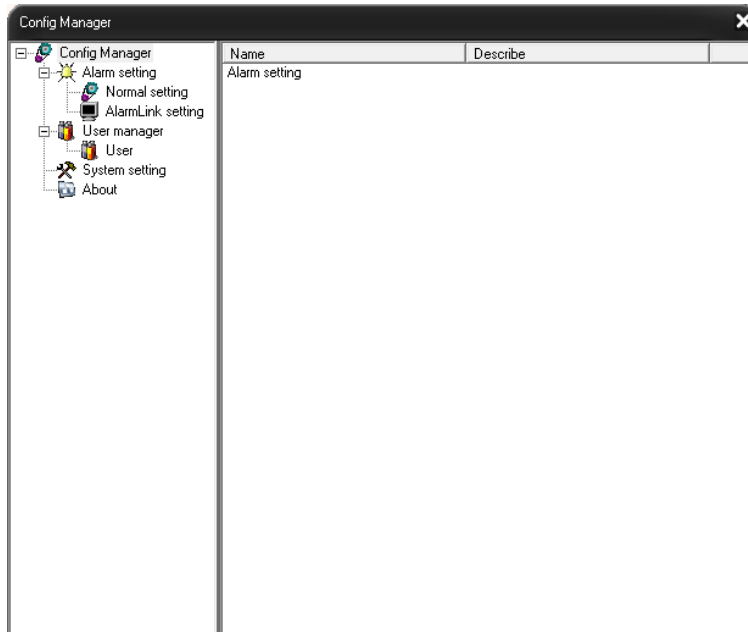 Config Manager
Config Manager
Alarm setting
Normal setting
AlarmLink setting
User manager
User
System setting
About
Name Describe
Alarm setting